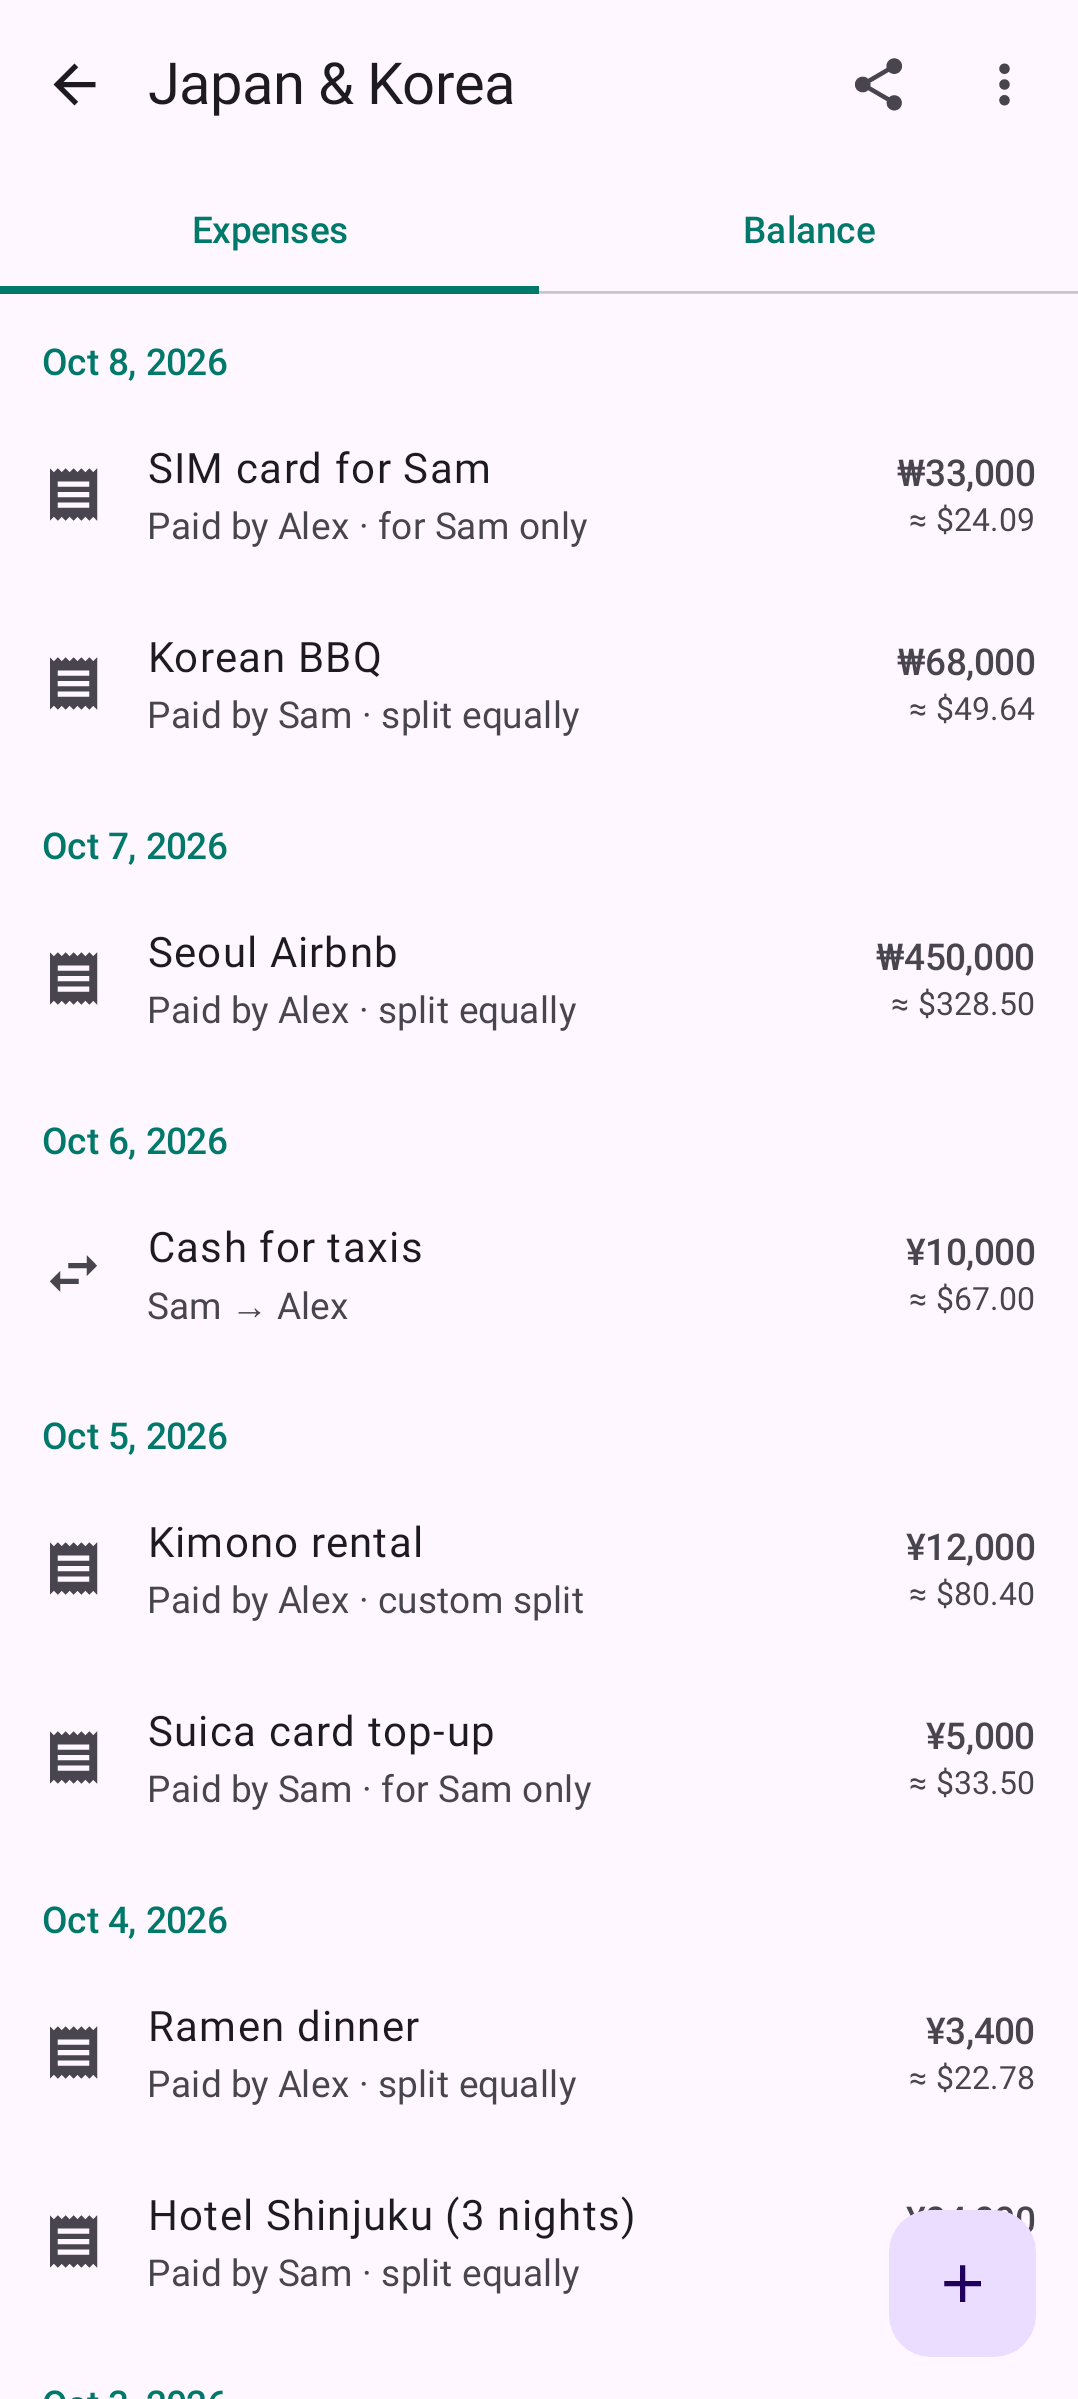 Japan & Korea
Expenses
Balance
Oct 8, 2026
SIM card for Sam
₩33,000
Paid by Alex · for Sam only
≈ $24.09
Korean BBQ
₩68,000
Paid by Sam · split equally
≈ $49.64
Oct 7, 2026
Seoul Airbnb
₩450,000
Paid by Alex · split equally
≈ $328.50
Oct 6, 2026
Cash for taxis
¥10,000
Sam → Alex
≈ $67.00
Oct 5, 2026
Kimono rental
¥12,000
Paid by Alex · custom split
≈ $80.40
Suica card top-up
¥5,000
Paid by Sam · for Sam only
≈ $33.50
Oct 4, 2026
Ramen dinner
¥3,400
Paid by Alex · split equally
≈ $22.78
Hotel Shinjuku (3 nights)
Paid by Sam · split equally